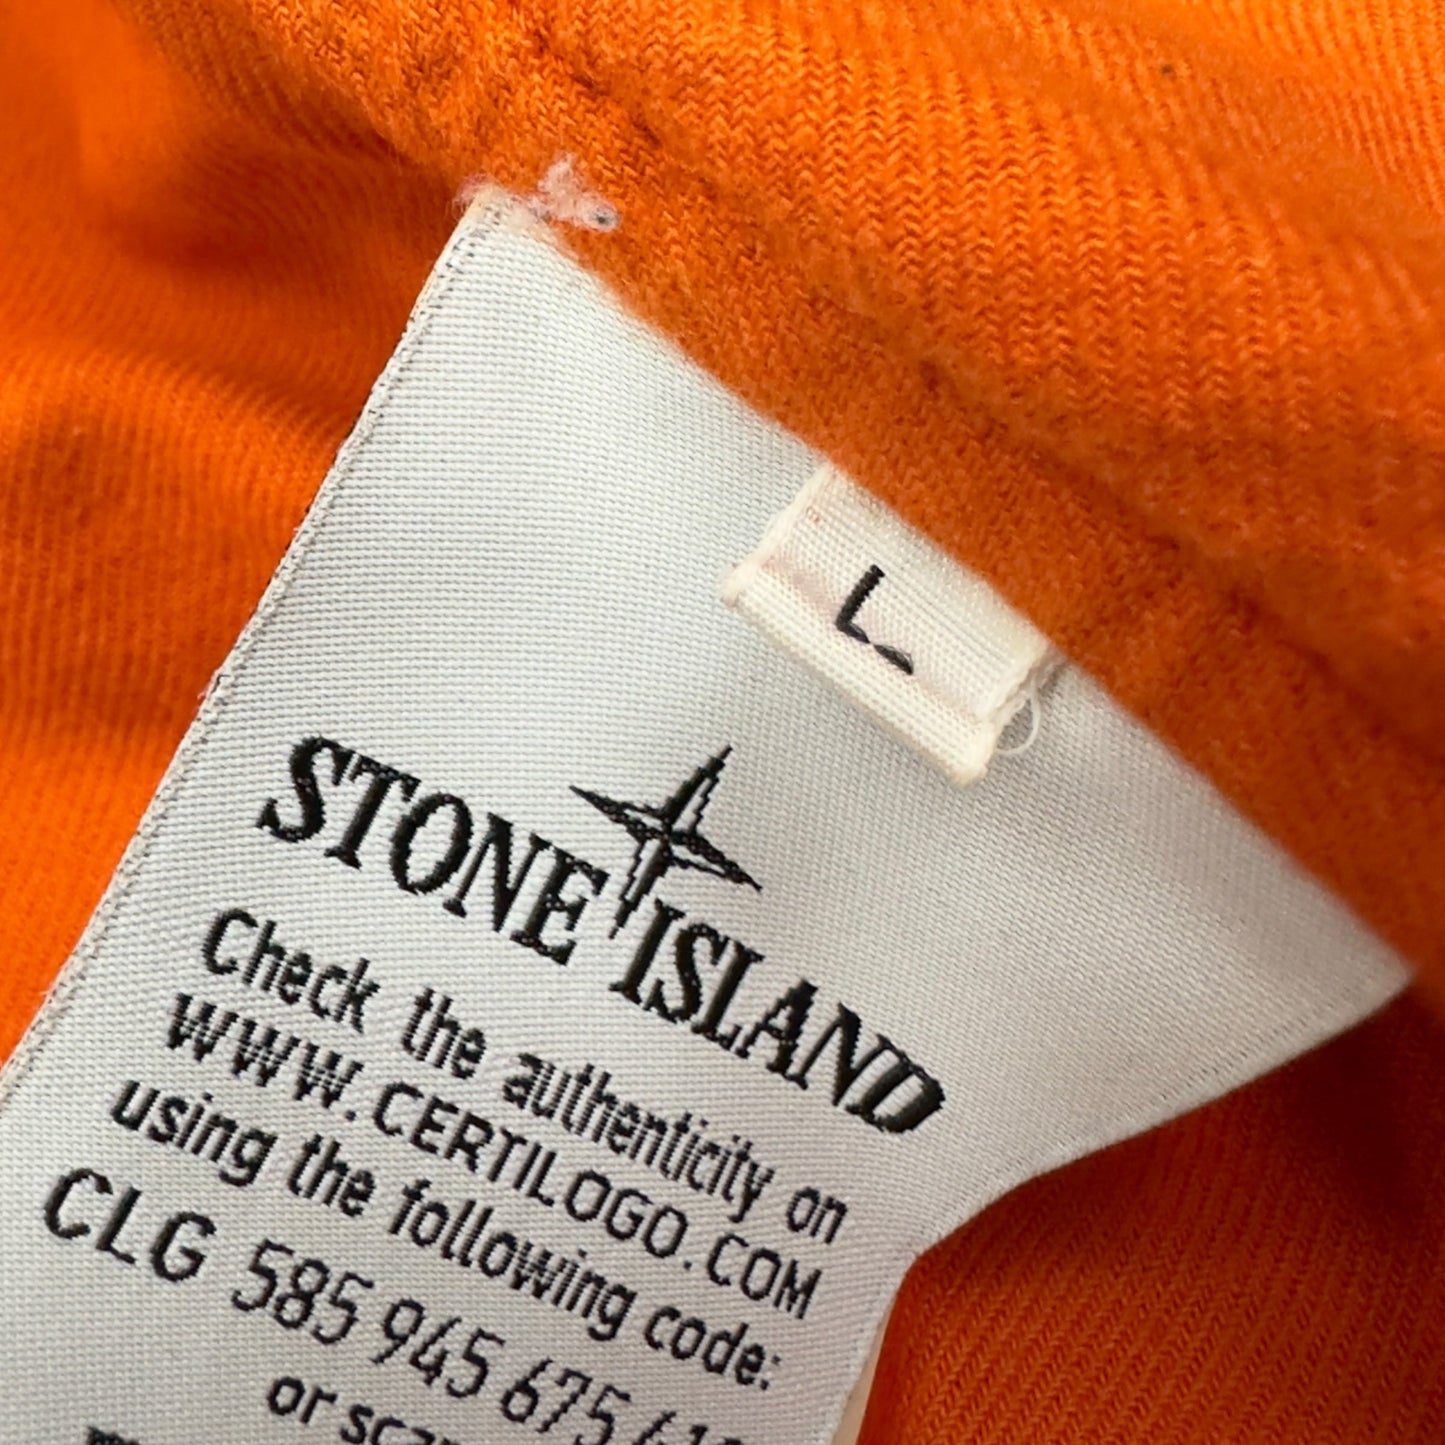 L
STONE ISLAND
Check the authenticity on
WWW.CERTILOGO.COM
using the following code:
CLG 585 945 675
or